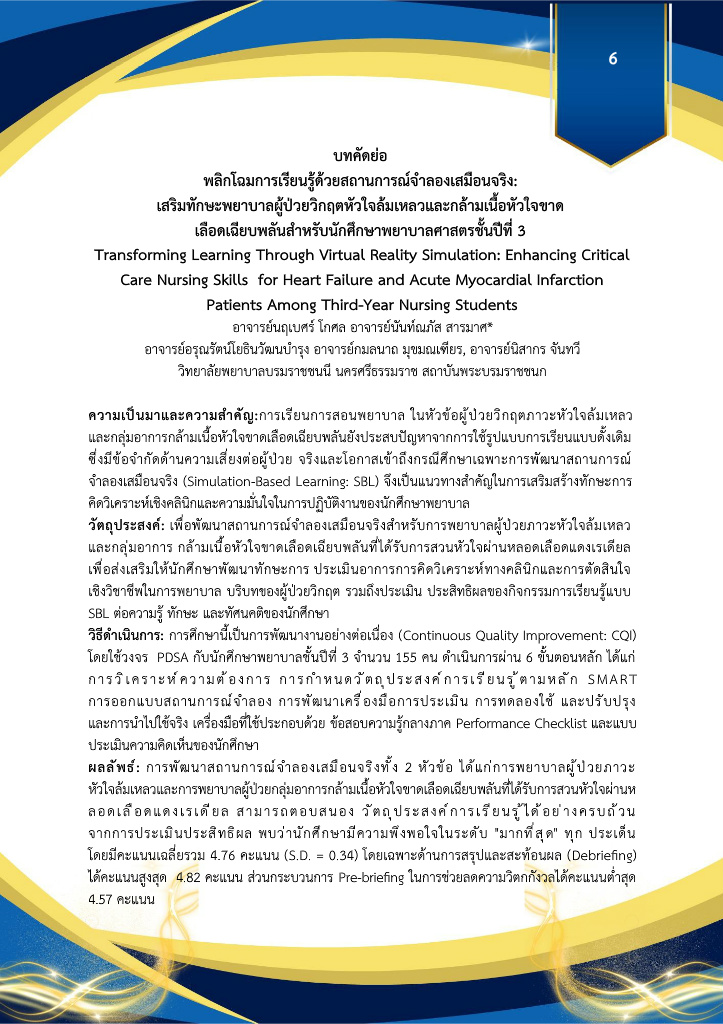 6
บทคัดย่อ
พลิกโฉมการเรียนรู้ด้วยสถานการณ์จำลองเสมือนจริง:
เสริมทักษะพยาบาลผู้ป่วยวิกฤตหัวใจล้มเหลวและกล้ามเนื้อหัวใจขาด
เลือดเฉียบพลันสำหรับนักศึกษาพยาบาลศาสตรชั้นปีที่ 3
Transforming Learning Through Virtual Reality Simulation: Enhancing Critical
Care Nursing Skills for Heart Failure and Acute Myocardial Infarction
Patients Among Third-Year Nursing Students
อาจารย์นฤเบศร์ โกศล อาจารย์นันท์ณภัส สารมาศ*
อาจารย์อรุณรัตน์โยธินวัฒนบำรุง อาจารย์กมลนาถ มุขมณเฑียร, อาจารย์นิสากร จันทวี
วิทยาลัยพยาบาลบรมราชชนนี นครศรีธรรมราช สถาบันพระบรมราชชนก
ความเป็นมาและความสำคัญ:การเรียนการสอนพยาบาล ในหัวข้อผู้ป่วยวิกฤตภาวะหัวใจล้มเหลว
และกลุ่มอาการกล้ามเนื้อหัวใจขาดเลือดเฉียบพลันยังประสบปัญหาจากการใช้รูปแบบการเรียนแบบดั้งเดิม
ซึ่งมีข้อจำกัดด้านความเสี่ยงต่อผู้ป่วย จริงและโอกาสเข้าถึงกรณีศึกษาเฉพาะการพัฒนาสถานการณ์
จำลองเสมือนจริง (Simulation-Based Learning: SBL) จึงเป็นแนวทางสำคัญในการเสริมสร้างทักษะการ
คิดวิเคราะห์เชิงคลินิกและความมั่นใจในการปฏิบัติงานของนักศึกษาพยาบาล
วัตถุประสงค์: เพื่อพัฒนาสถานการณ์จำลองเสมือนจริงสำหรับการพยาบาลผู้ป่วยภาวะหัวใจล้มเหลว
และกลุ่มอาการ กล้ามเนื้อหัวใจขาดเลือดเฉียบพลันที่ได้รับการสวนหัวใจผ่านหลอดเลือดแดงเรเดียล
เพื่อส่งเสริมให้นักศึกษาพัฒนาทักษะการ ประเมินอาการการคิดวิเคราะห์ทางคลินิกและการตัดสินใจ
เชิงวิชาชีพในการพยาบาล บริบทของผู้ป่วยวิกฤต รวมถึงประเมิน ประสิทธิผลของกิจกรรมการเรียนรู้แบบ
SBL ต่อความรู้ ทักษะ และทัศนคติของนักศึกษา
วิธีดำเนินการ: การศึกษานี้เป็นการพัฒนางานอย่างต่อเนื่อง (Continuous Quality Improvement: CQI)
โดยใช้วงจร PDSA กับนักศึกษาพยาบาลชั้นปีที่ 3 จำนวน 155 คน ดำเนินการผ่าน 6 ขั้นตอนหลัก ได้แก่
การวิเคราะห์ความต้องการ การกำหนดวัตถุประสงค์การเรียนรู้ตามหลัก SMART
การออกแบบสถานการณ์จำลอง การพัฒนาเครื่องมือการประเมิน การทดลองใช้ และปรับปรุง
และการนำไปใช้จริง เครื่องมือที่ใช้ประกอบด้วย ข้อสอบความรู้กลางภาค Performance Checklist และแบบ
ประเมินความคิดเห็นของนักศึกษา
ผลลัพธ์: การพัฒนาสถานการณ์จำลองเสมือนจริงทั้ง 2 หัวข้อ ได้แก่การพยาบาลผู้ป่วยภาวะ
หัวใจล้มเหลวและการพยาบาลผู้ป่วยกลุ่มอาการกล้ามเนื้อหัวใจขาดเลือดเฉียบพลันที่ได้รับการสวนหัวใจผ่านห
ลอดเลือดแดงเรเดียล สามารถตอบสนอง วัตถุประสงค์การเรียนรู้ได้อย่างครบถ้วน
จากการประเมินประสิทธิผล พบว่านักศึกษามีความพึงพอใจในระดับ "มากที่สุด" ทุก ประเด็น
โดยมีคะแนนเฉลี่ยรวม 4.76 คะแนน (S.D. = 0.34) โดยเฉพาะด้านการสรุปและสะท้อนผล (Debriefing)
ได้คะแนนสูงสุด 4.82 คะแนน ส่วนกระบวนการ Pre-briefing ในการช่วยลดความวิตกกังวลได้คะแนนต่ำสุด
4.57 คะแนน